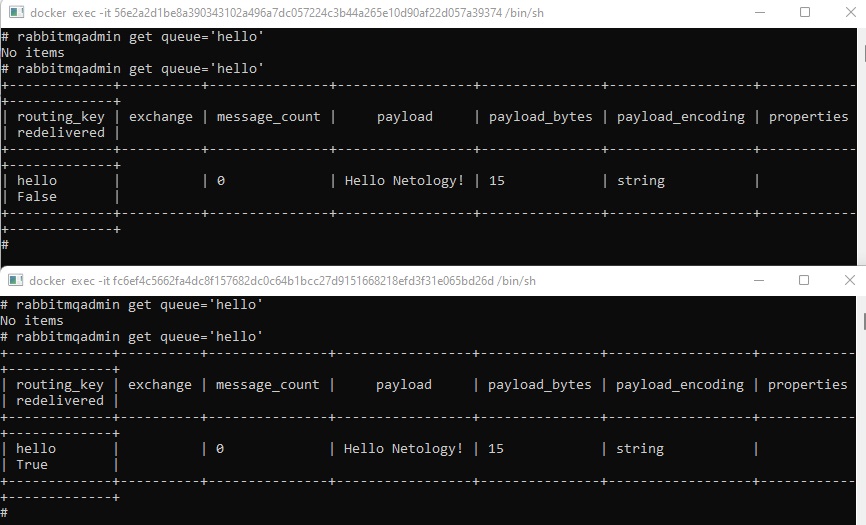 docker exec -it 56e2a2d1be8a390343102a496a7dc057224c3b44a265e10d90af22d057a39374 /bin/sh
# rabbitmqadmin get queue='hello'
No items
# rabbitmqadmin get queue='hello'
+-------------+----------+---------------+-----------------+---------------+------------------+------------
+-------------+
| routing_key | exchange | message_count |     payload     | payload_bytes | payload_encoding | properties
| redelivered |
+-------------+----------+---------------+-----------------+---------------+------------------+------------
+-------------+
| hello       |          | 0             | Hello Netology! | 15            | string           |
| False       |
+-------------+----------+---------------+-----------------+---------------+------------------+------------
+-------------+
#
docker exec -it fc6ef4c5662fa4dc8f157682dc0c64b1bcc27d9151668218efd3f31e065bd26d /bin/sh
# rabbitmqadmin get queue='hello'
No items
# rabbitmqadmin get queue='hello'
+-------------+----------+---------------+-----------------+---------------+------------------+------------
+-------------+
| routing_key | exchange | message_count |     payload     | payload_bytes | payload_encoding | properties
| redelivered |
+-------------+----------+---------------+-----------------+---------------+------------------+------------
+-------------+
| hello       |          | 0             | Hello Netology! | 15            | string           |
| True        |
+-------------+----------+---------------+-----------------+---------------+------------------+------------
+-------------+
#